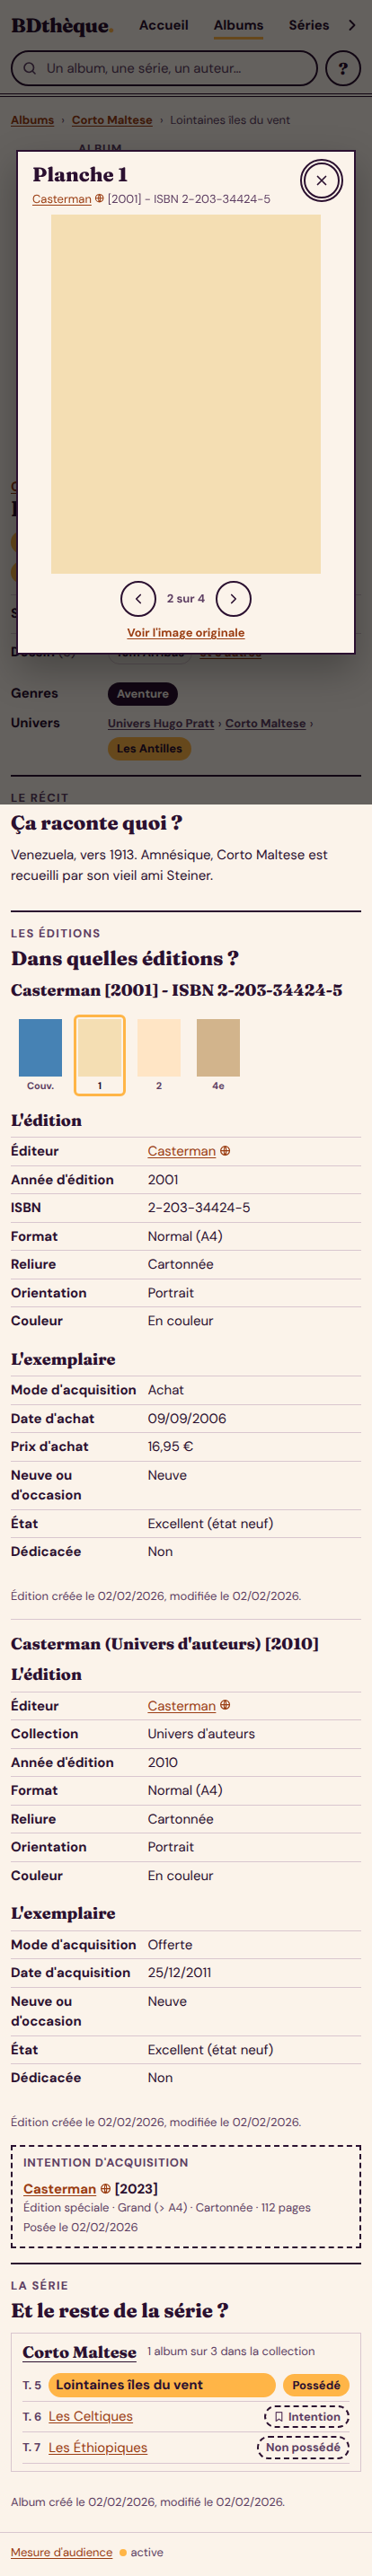 BDthèque.
Accueil
Albums
Séries
Un album, une série, un auteur...
?
Albums › Corto Maltese › Lointaines îles du vent
ALBUM
Planche 1
Casterman [2001] - ISBN 2-203-34424-5
2 sur 4
Voir l'image originale
Genres
Aventure
Univers
Univers Hugo Pratt › Corto Maltese ›
Les Antilles
LE RÉCIT
Ça raconte quoi ?
Venezuela, vers 1913. Amnésique, Corto Maltese est
recueilli par son vieil ami Steiner.
LES ÉDITIONS
Dans quelles éditions ?
Casterman [2001] - ISBN 2-203-34424-5
Couv.
1
2
4e
L'édition
Éditeur Casterman
Année d'édition 2001
ISBN 2-203-34424-5
Format Normal (A4)
Reliure Cartonnée
Orientation Portrait
Couleur En couleur
L'exemplaire
Mode d'acquisition Achat
Date d'achat 09/09/2006
Prix d'achat 16,95 €
Neuve ou d'occasion Neuve
État Excellent (état neuf)
Dédicacée Non
Édition créée le 02/02/2026, modifiée le 02/02/2026.
Casterman (Univers d'auteurs) [2010]
L'édition
Éditeur Casterman
Collection Univers d'auteurs
Année d'édition 2010
Format Normal (A4)
Reliure Cartonnée
Orientation Portrait
Couleur En couleur
L'exemplaire
Mode d'acquisition Offerte
Date d'acquisition 25/12/2011
Neuve ou d'occasion Neuve
État Excellent (état neuf)
Dédicacée Non
Édition créée le 02/02/2026, modifiée le 02/02/2026.
INTENTION D'ACQUISITION
Casterman [2023]
Édition spéciale · Grand (> A4) · Cartonnée · 112 pages
Posée le 02/02/2026
LA SÉRIE
Et le reste de la série ?
Corto Maltese 1 album sur 3 dans la collection
T. 5 Lointaines îles du vent Possédé
T. 6 Les Celtiques Intention
T. 7 Les Éthiopiques Non possédé
Album créé le 02/02/2026, modifié le 02/02/2026.
Mesure d'audience active